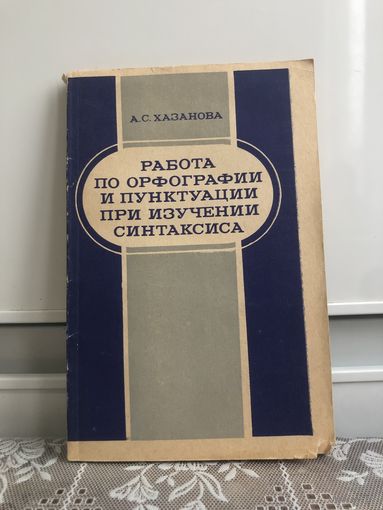 А.С. ХАЗАНОВА
РАБОТА
ПО ОРФОГРАФИИ
И ПУНКТУАЦИИ
ПРИ ИЗУЧЕНИИ
СИНТАКСИСА